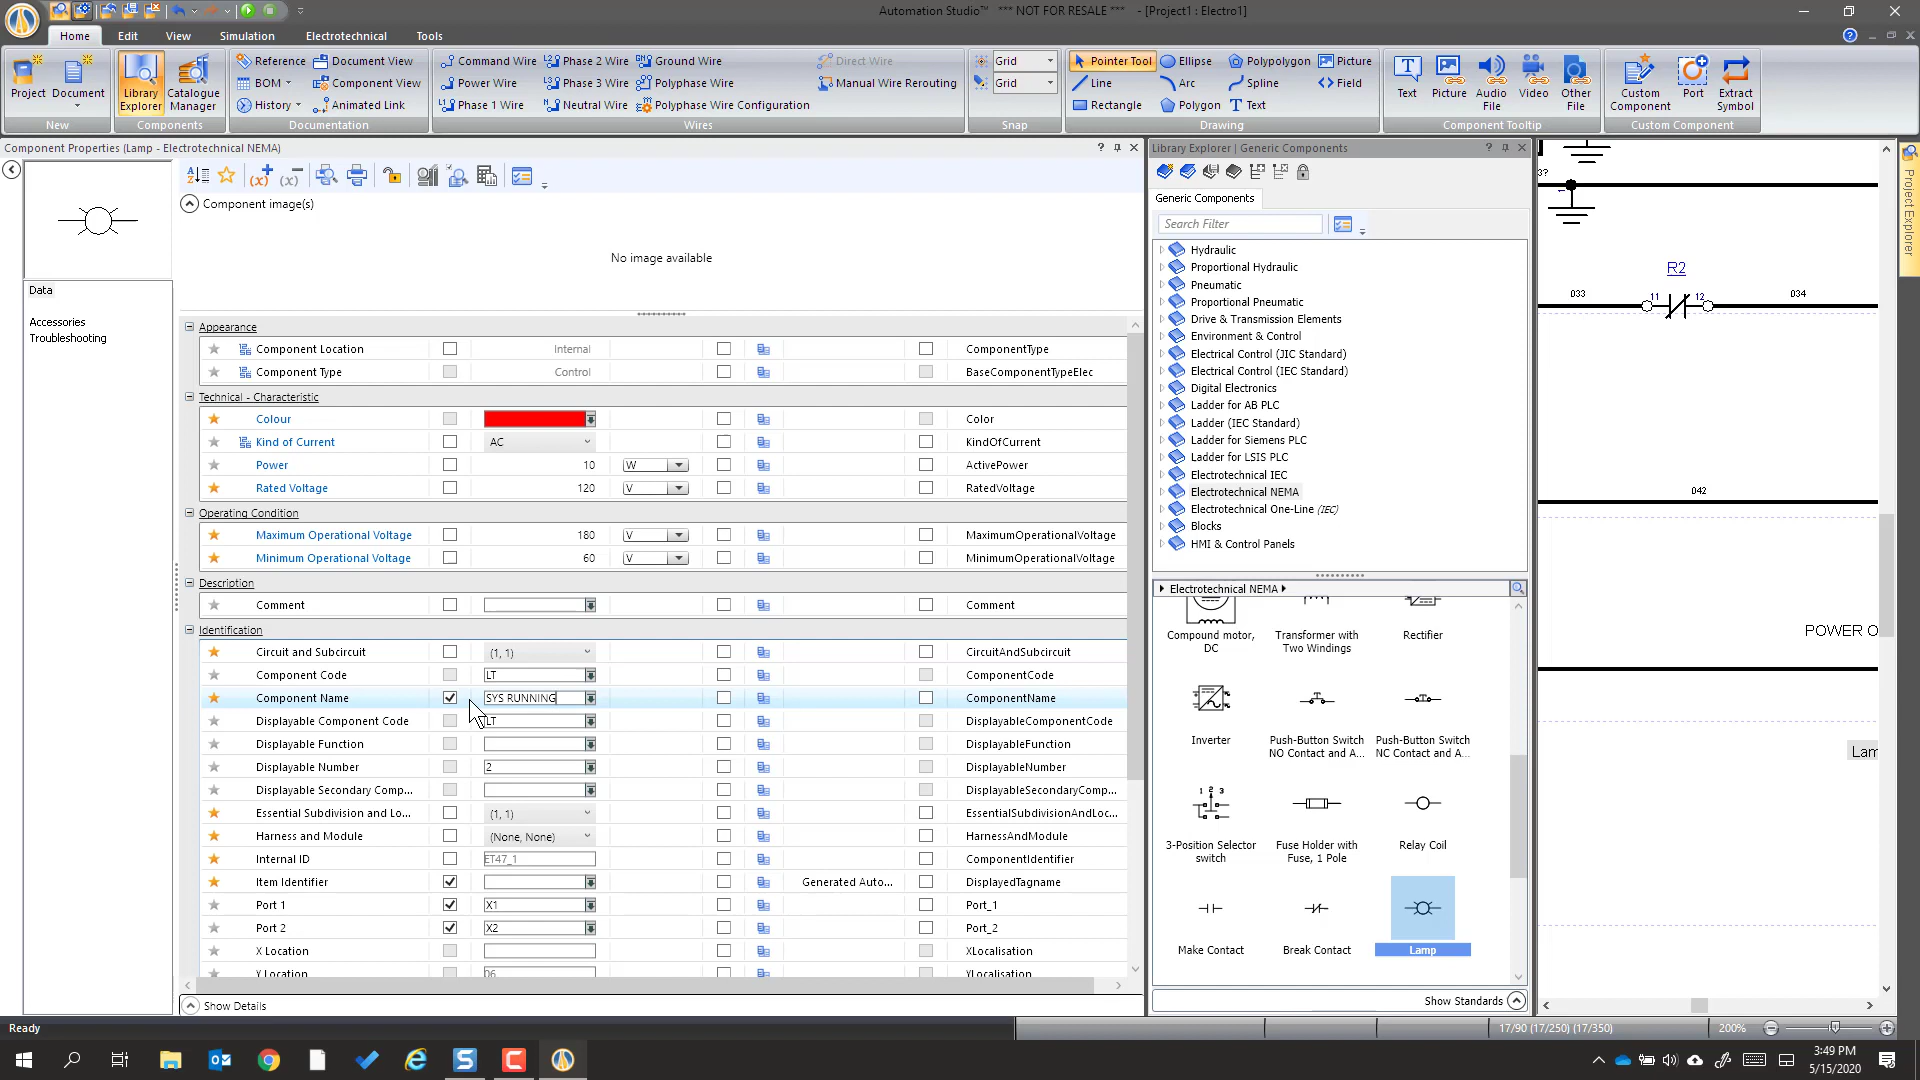 Automation Studio™ *** NOT FOR RESALE *** - [Project1 : Electro1]
Home Edit View Simulation Electrotechnical Tools
Project Document
New
Library Explorer Catalogue Manager
Components
Reference Document View
BOM Component View
History Animated Link
Documentation
Command Wire Phase 2 Wire Ground Wire Direct Wire
Power Wire Phase 3 Wire Polyphase Wire Manual Wire Rerouting
Phase 1 Wire Neutral Wire Polyphase Wire Configuration
Wires
Grid
Grid
Snap
Pointer Tool Ellipse Polypolygon Picture
Line Arc Spline Field
Rectangle Polygon Text
Drawing
Text Picture Audio File Video Other File
Component Tooltip
Custom Component Port Extract Symbol
Custom Component
Component Properties (Lamp - Electrotechnical NEMA)
Component image(s)
No image available
Data
Accessories
Troubleshooting
Appearance
Component Location Internal ComponentType
Component Type Control BaseComponentTypeElec
Technical - Characteristic
Colour Color
Kind of Current AC KindOfCurrent
Power 10 W ActivePower
Rated Voltage 120 V RatedVoltage
Operating Condition
Maximum Operational Voltage 180 V MaximumOperationalVoltage
Minimum Operational Voltage 60 V MinimumOperationalVoltage
Description
Comment Comment
Identification
Circuit and Subcircuit (1, 1) CircuitAndSubcircuit
Component Code LT ComponentCode
Component Name SYS RUNNING ComponentName
Displayable Component Code LT DisplayableComponentCode
Displayable Function DisplayableFunction
Displayable Number 2 DisplayableNumber
Displayable Secondary Comp... DisplayableSecondaryCompe...
Essential Subdivision and Lo... (1, 1) EssentialSubdivisionAndLoc...
Harness and Module (None, None) HarnessAndModule
Internal ID ET47_1 ComponentIdentifier
Item Identifier Generated Auto... DisplayedTagname
Port 1 X1 Port_1
Port 2 X2 Port_2
X Location XLocalisation
Y Location 06 YLocalisation
Show Details
Library Explorer | Generic Components
Generic Components
Search Filter
Hydraulic
Proportional Hydraulic
Pneumatic
Proportional Pneumatic
Drive & Transmission Elements
Environment & Control
Electrical Control (JIC Standard)
Electrical Control (IEC Standard)
Digital Electronics
Ladder for AB PLC
Ladder (IEC Standard)
Ladder for Siemens PLC
Ladder for LSIS PLC
Electrotechnical IEC
Electrotechnical NEMA
Electrotechnical One-Line (IEC)
Blocks
HMI & Control Panels
Electrotechnical NEMA
Compound motor, DC
Transformer with Two Windings
Rectifier
Inverter
Push-Button Switch NO Contact and A...
Push-Button Switch NC Contact and A...
1 2 3
3-Position Selector switch
Fuse Holder with Fuse, 1 Pole
Relay Coil
Make Contact
Break Contact
Lamp
Show Standards
3?
R2
033 11 12 034
042
POWER O
Lam
Project Explorer
Ready
17/90 (17/250) (17/350) 200%
3:49 PM
5/15/2020